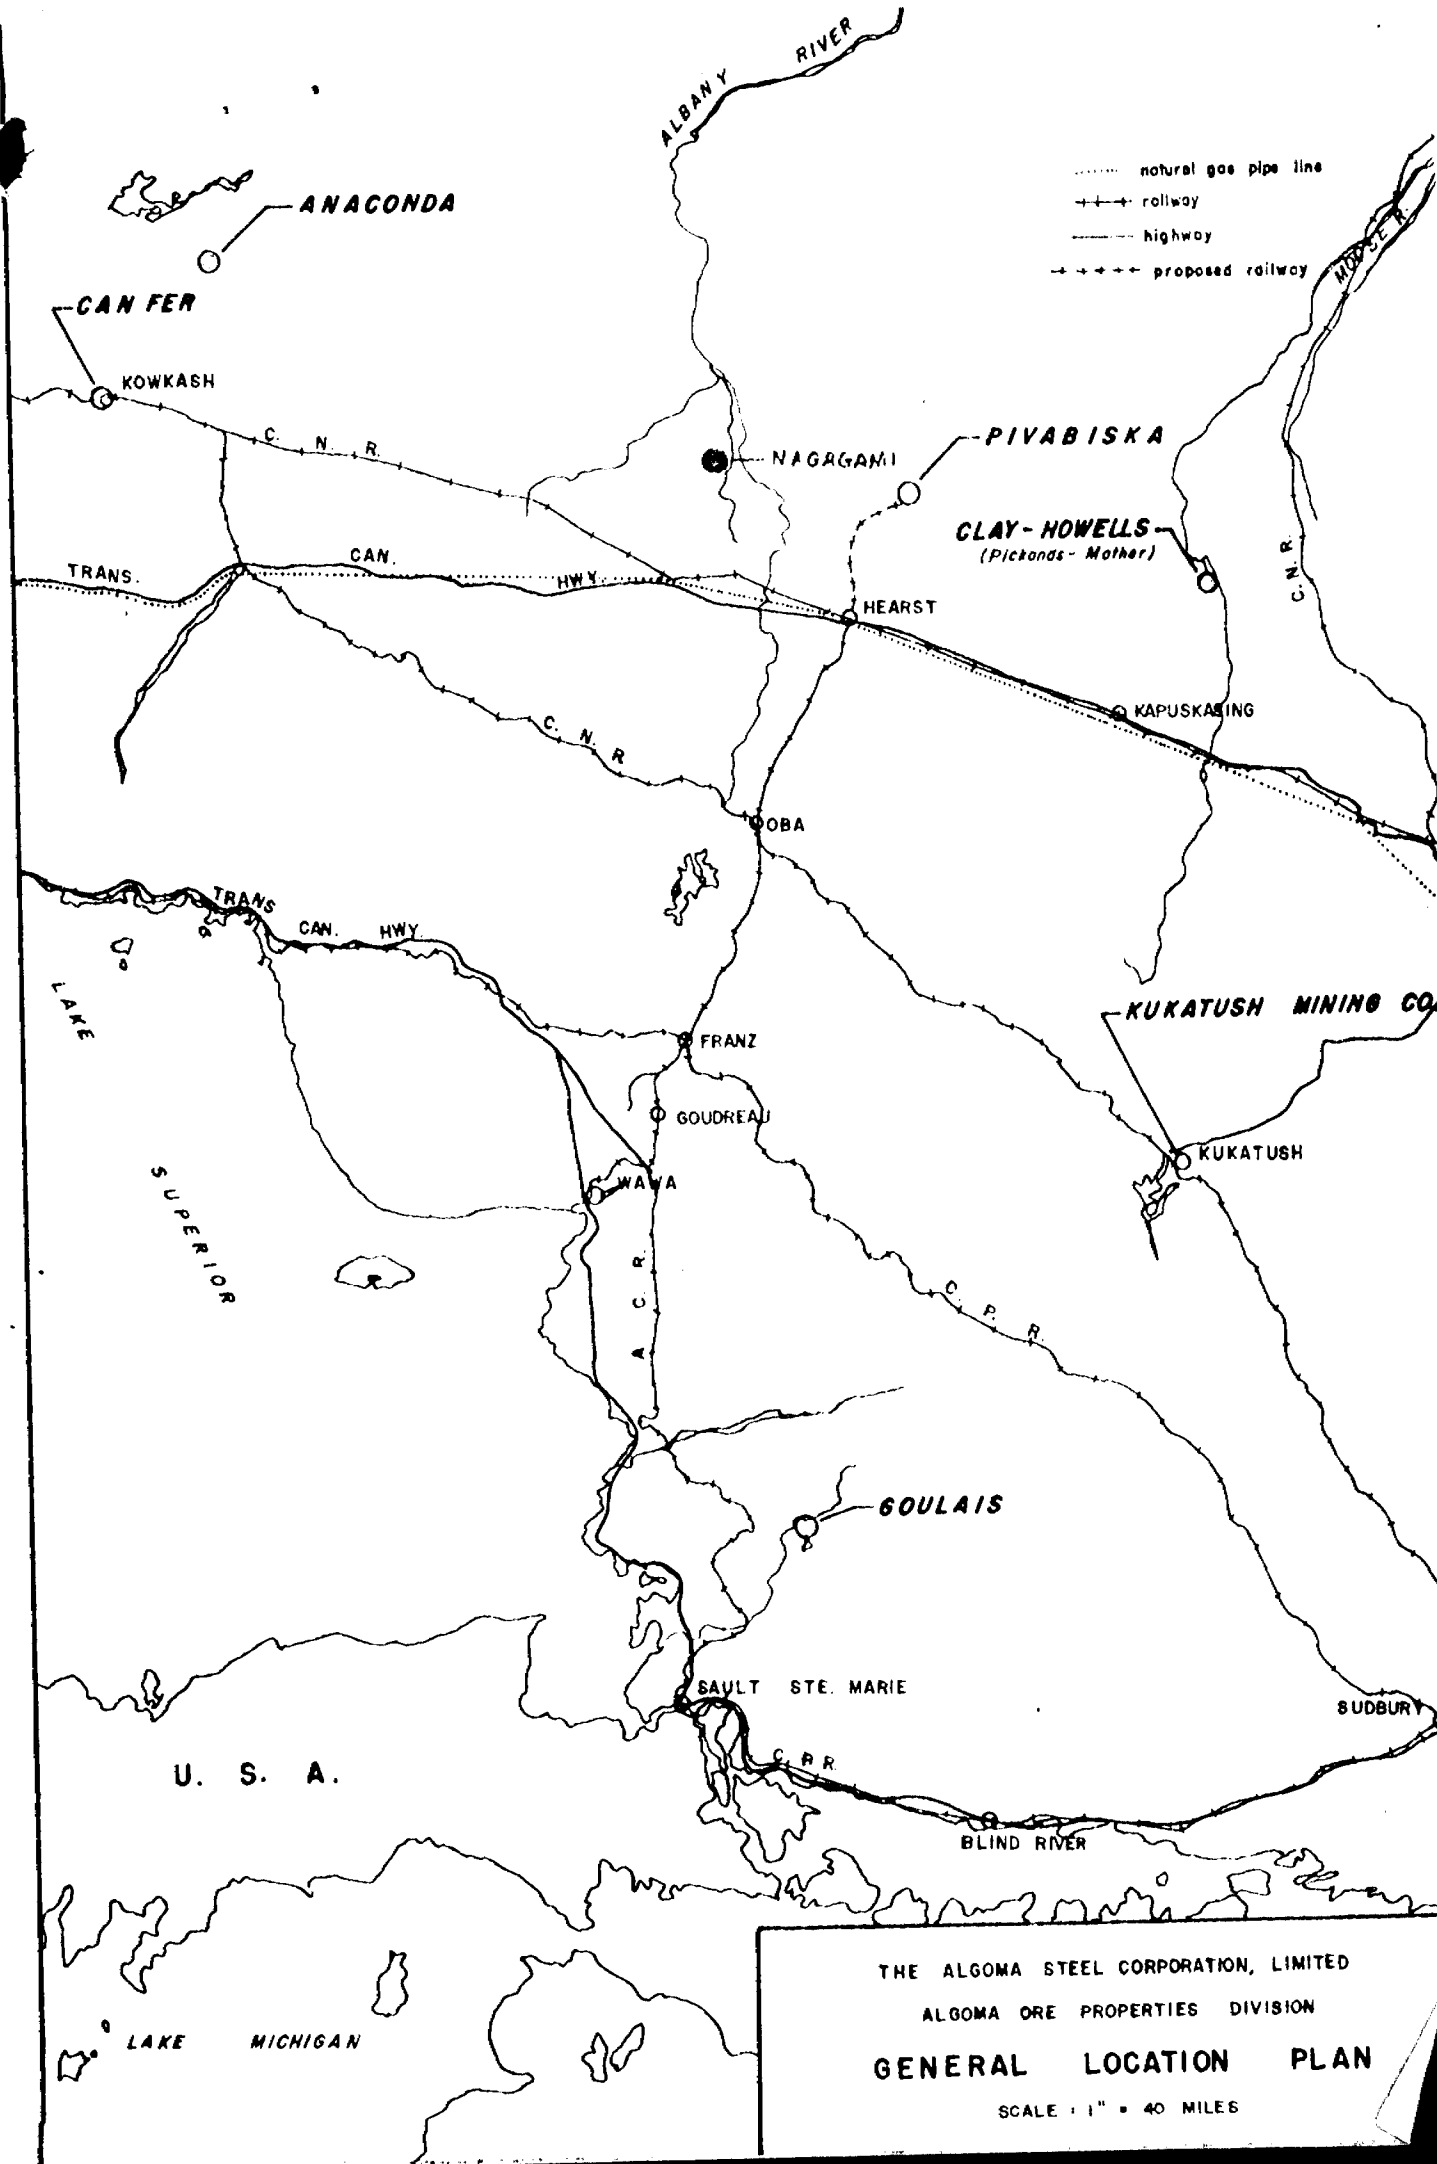 ALBANY RIVER
natural gas pipe line
railway
highway
proposed railway
MOOSE R.
ANACONDA
CAN FER
KOWKASH
C. N. R.
NAGAGAMI
PIVABISKA
CLAY-HOWELLS
(Pickands-Mather)
C.N.R.
TRANS. CAN. HWY.
HEARST
KAPUSKASING
C. N. R
OBA
TRANS CAN. HWY.
LAKE SUPERIOR
KUKATUSH MINING
FRANZ
GOUDREAU
KUKATUSH
WAWA
A C R.
C. P. R.
GOULAIS
SAULT STE. MARIE
SUDBURY
U. S. A.
C. P. R.
BLIND RIVER
LAKE MICHIGAN
THE ALGOMA STEEL CORPORATION, LIMITED
ALGOMA ORE PROPERTIES DIVISION
GENERAL LOCATION PLAN
SCALE : 1" = 40 MILES